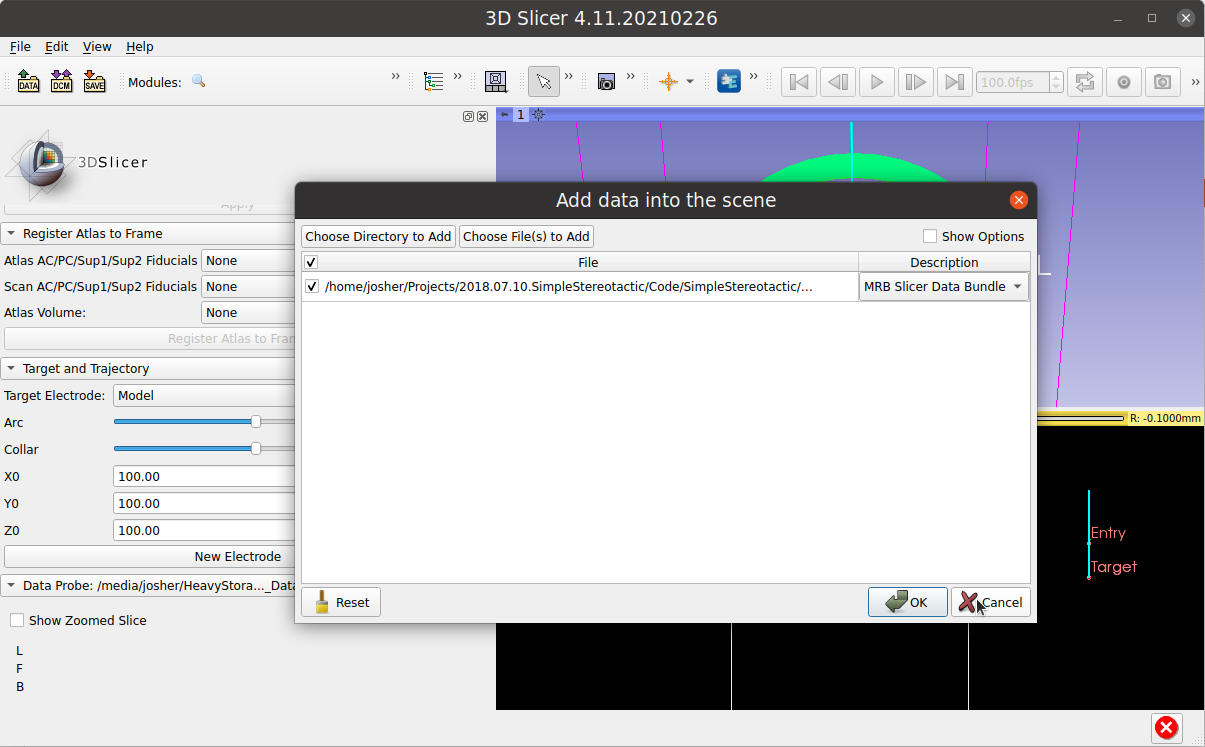 3D Slicer 4.11.20210226
File Edit View Help
DATA DCM SAVE Modules: 100.0fps
1
3DSlicer
Apply
Add data into the scene
Choose Directory to Add Choose File(s) to Add Show Options
File Description
/home/josher/Projects/2018.07.10.SimpleStereotactic/Code/SimpleStereotactic/... MRB Slicer Data Bundle
Reset OK Cancel
Register Atlas to Frame
Atlas AC/PC/Sup1/Sup2 Fiducials None
Scan AC/PC/Sup1/Sup2 Fiducials None
Atlas Volume: None
Register Atlas to Fran
Target and Trajectory
Target Electrode: Model
Arc
Collar
X0 100.00
Y0 100.00
Z0 100.00
New Electrode
Data Probe: /media/josher/HeavyStora..._Data
Show Zoomed Slice
L
F
B
L
R: -0.1000mm
Entry
Target